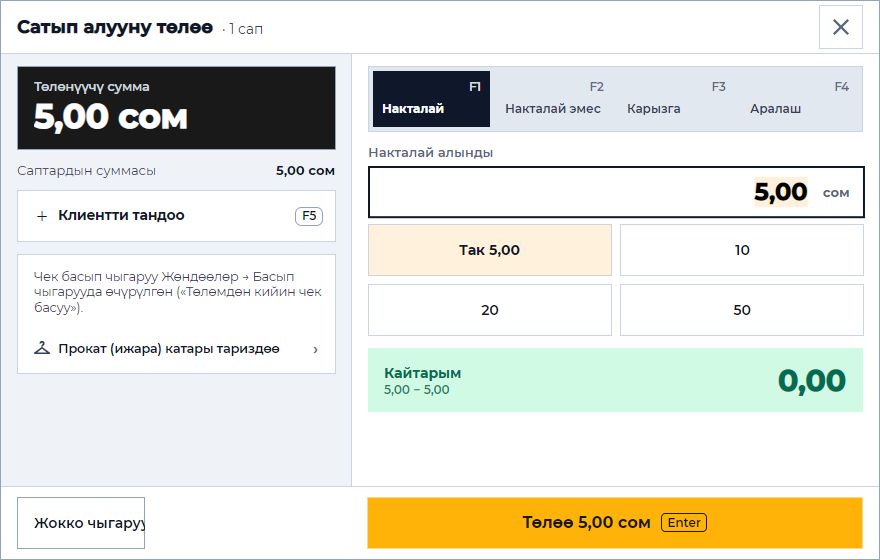 Сатып алууну төлөө · 1 сап
Төлөнүүчү сумма
5,00 сом
Саптардын суммасы 5,00 сом
+ Клиентти тандоо F5
Чек басып чыгаруу Жөндөөлөр → Басып
чыгарууда өчүрүлгөн («Төлөмдөн кийин чек
басуу»).
Прокат (ижара) катары тариздөө ›
F1 F2 F3 F4
Накталай Накталай эмес Карызга Аралаш
Накталай алынды
5,00 сом
Так 5,00 10
20 50
Кайтарым
5,00 – 5,00
0,00
Жокко чыгаруу
Төлөө 5,00 сом Enter